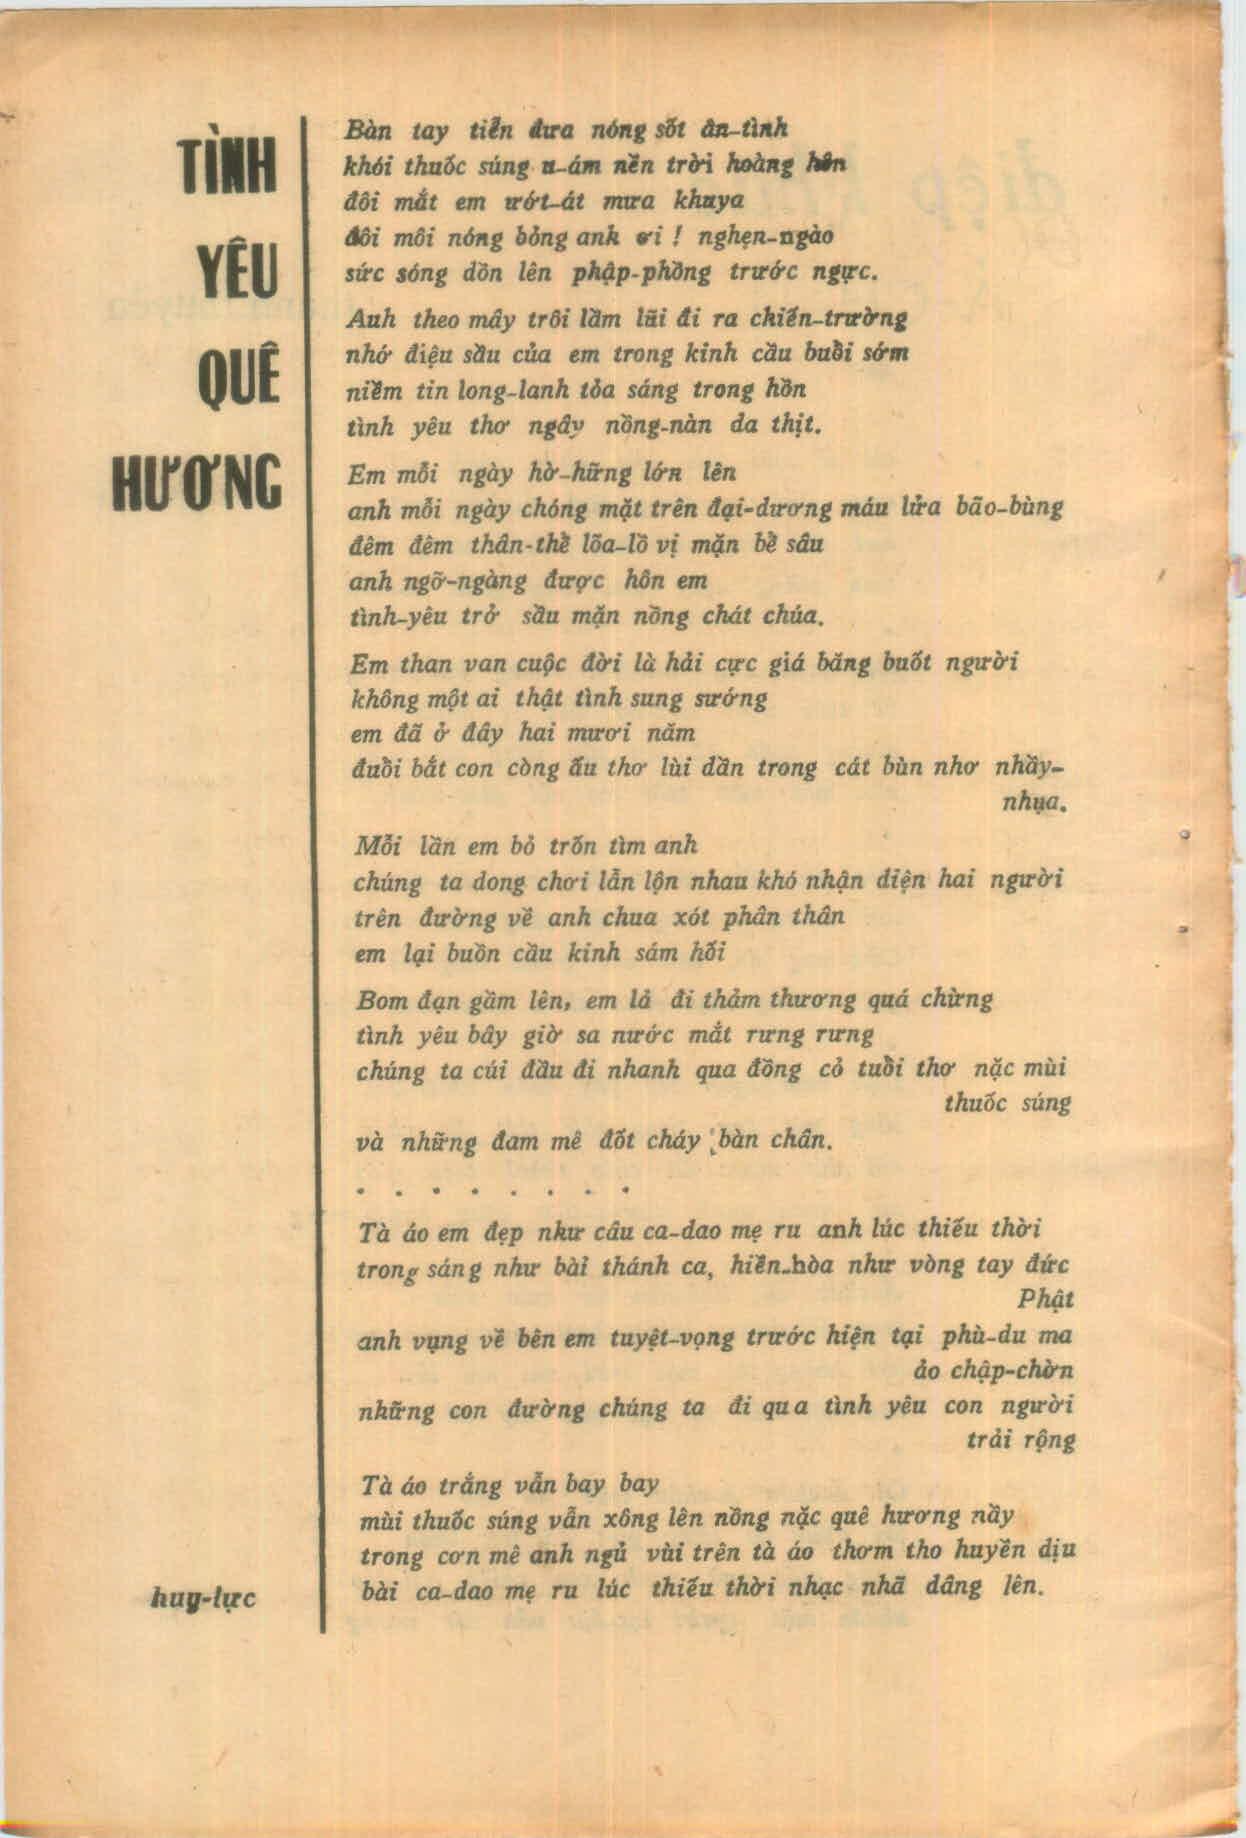 TÌNH
YÊU
QUÊ
HƯƠNG
Bàn tay tiễn đưa nóng sốt ân-tình
khói thuốc súng u-ám nền trời hoàng hôn
đôi mắt em ướt-át mưa khuya
đôi môi nóng bỏng anh ơi ! nghẹn-ngào
sức sóng dồn lên phập-phồng trước ngực.
Auh theo mây trôi lầm lũi đi ra chiến-trường
nhớ điệu sầu của em trong kinh cầu buổi sớm
niềm tin long-lanh tỏa sáng trong hồn
tình yêu thơ ngây nồng-nàn da thịt.
Em mỗi ngày hờ-hững lớn lên
anh mỗi ngày chóng mặt trên đại-dương máu lửa bão-bùng
đêm đêm thân-thể lõa-lồ vị mặn bề sâu
anh ngỡ-ngàng được hôn em
tình-yêu trở sầu mặn nồng chát chúa.
Em than van cuộc đời là hải cực giá băng buốt người
không một ai thật tình sung sướng
em đã ở đây hai mươi năm
đuổi bắt con còng ấu thơ lùi dần trong cát bùn nhơ nhầy-
nhụa.
Mỗi lần em bỏ trốn tìm anh
chúng ta dong chơi lẫn lộn nhau khó nhận diện hai người
trên đường về anh chua xót phân thân
em lại buồn cầu kinh sám hối
Bom đạn gầm lên, em lả đi thảm thương quá chừng
tình yêu bây giờ sa nước mắt rưng rưng
chúng ta cúi đầu đi nhanh qua đồng cỏ tuổi thơ nặc mùi
thuốc súng
và những đam mê đốt cháy bàn chân.
. . . . . . . .
Tà áo em đẹp như câu ca-dao mẹ ru anh lúc thiếu thời
trong sáng như bài thánh ca, hiền-hòa như vòng tay đức
Phật
anh vụng về bên em tuyệt-vọng trước hiện tại phù-du ma
ảo chập-chờn
những con đường chúng ta đi qua tình yêu con người
trải rộng
Tà áo trắng vẫn bay bay
mùi thuốc súng vẫn xông lên nồng nặc quê hương nầy
trong cơn mê anh ngủ vùi trên tà áo thơm tho huyền dịu
bài ca-dao mẹ ru lúc thiếu thời nhạc nhã dâng lên.
huy-lực